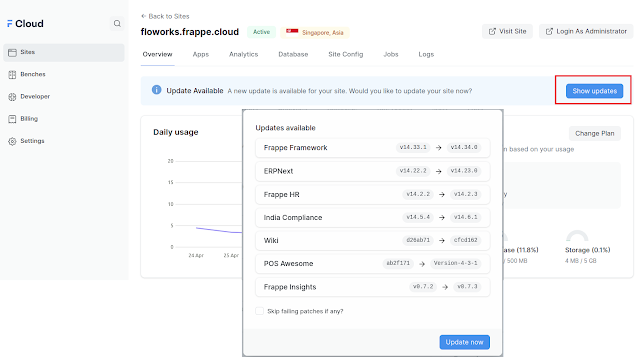 Cloud
Sites
Benches
Developer
Billing
Settings
← Back to Sites
floworks.frappe.cloud
Active
Singapore, Asia
Visit Site
Login As Administrator
Overview
Apps
Analytics
Database
Site Config
Jobs
Logs
Update Available
A new update is available for your site. Would you like to update your site now?
Show updates
Daily usage
20
15
10
5
0
24 Apr
25 Apr
Change Plan
based on your usage
(11.8%)
/ 500 MB
Storage (0.1%)
4 MB / 5 GB
Updates available
Frappe Framework v14.33.1 → v14.34.0
ERPNext v14.22.2 → v14.23.0
Frappe HR v14.2.2 → v14.2.3
India Compliance v14.5.4 → v14.6.1
Wiki d26ab71 → cfcd162
POS Awesome ab2f171 → Version-4-3-1
Frappe Insights v0.7.2 → v0.7.3
Skip failing patches if any?
Update now